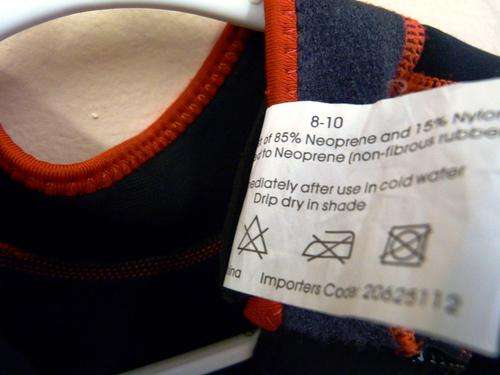 8-10
of 85% Neoprene and 15% Nylon
to Neoprene (non-fibrous rubber
after use in cold water
Drip dry in shade
Importers Code 20625112